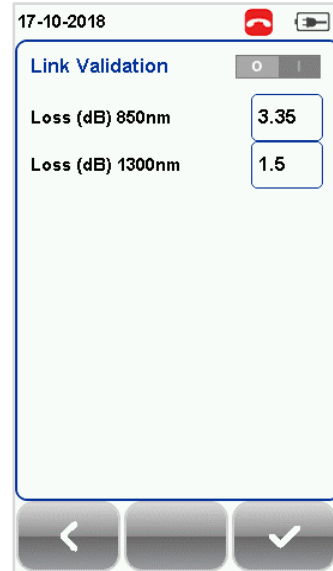 17-10-2018
Link Validation O I
Loss (dB) 850nm 3.35
Loss (dB) 1300nm 1.5